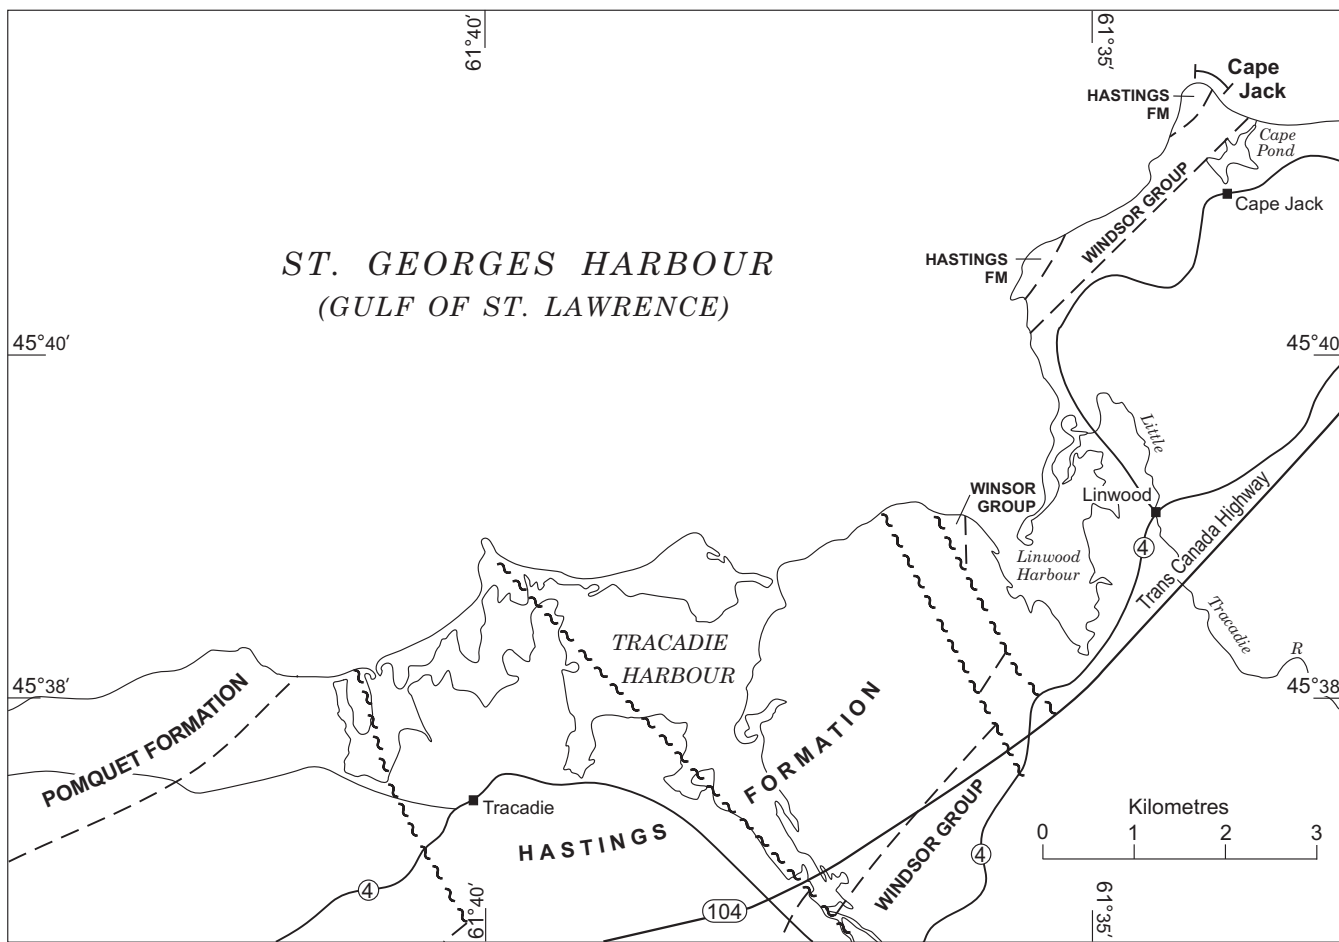 61°40′
61°35′
Cape
Jack
HASTINGS
FM
Cape
Pond
WINDSOR GROUP
Cape Jack
ST. GEORGES HARBOUR
(GULF OF ST. LAWRENCE)
HASTINGS
FM
45°40′
45°40
Little
WINSOR
GROUP
Linwood
Trans Canada Highway
4
Linwood
Harbour
Tracadie
R
TRACADIE
HARBOUR
45°38′
45°38
POMQUET FORMATION
FORMATION
Tracadie
HASTINGS
WINDSOR GROUP
Kilometres
0 1 2 3
4
4
104
61°40′
61°35′